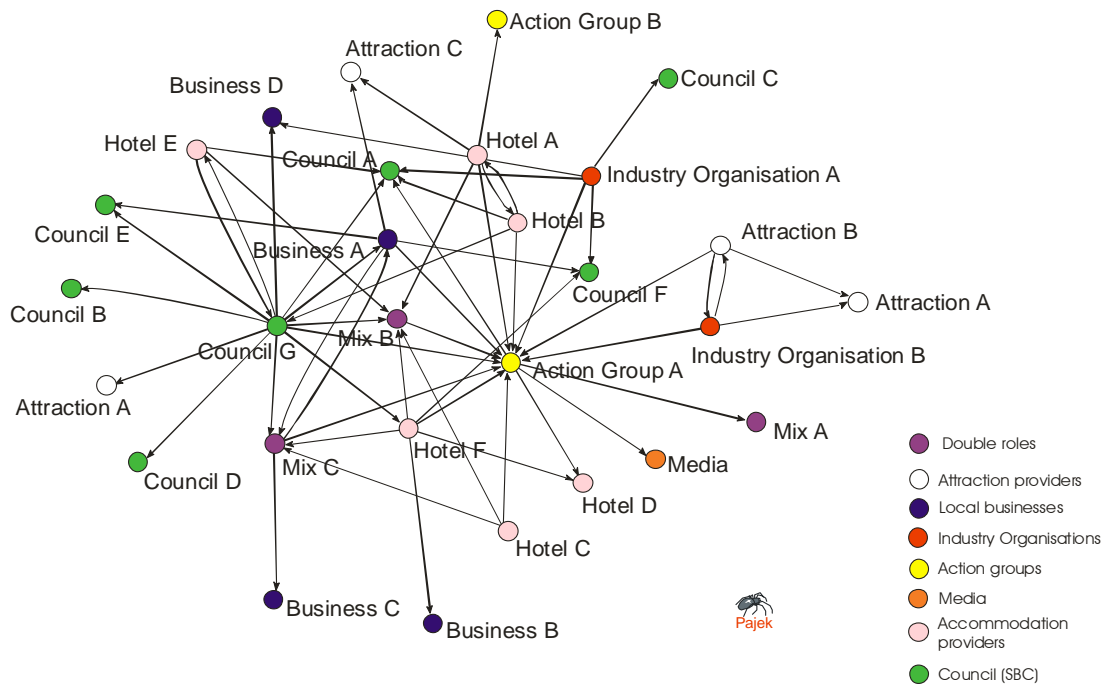 Action Group B
Attraction C
Council C
Business D
Hotel E
Hotel A
Council A
Industry Organisation A
Council E
Hotel B
Business A
Attraction B
Council F
Council B
Attraction A
Mix B
Council G
Industry Organisation B
Action Group A
Attraction A
Mix A
Hotel F
Mix C
Media
Council D
Hotel D
Hotel C
Business C
Business B
Pajek
Double roles
Attraction providers
Local businesses
Industry Organisations
Action groups
Media
Accommodation
providers
Council (SBC)